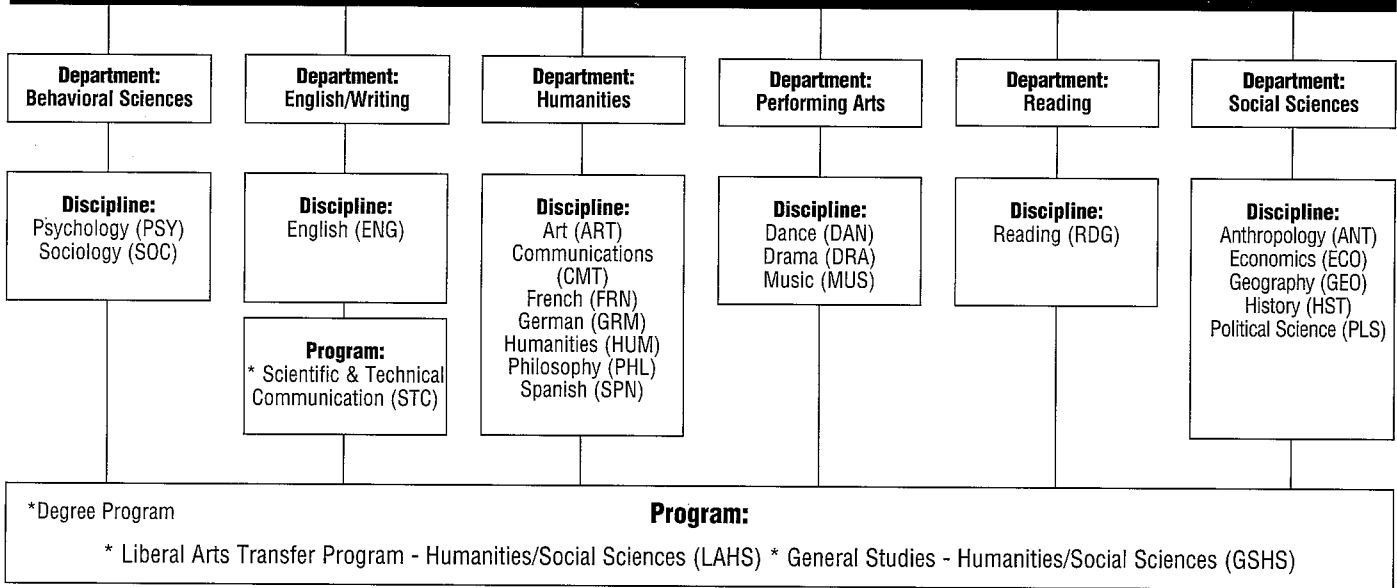 Department:
Behavioral Sciences
Department:
English/Writing
Department:
Humanities
Department:
Performing Arts
Department:
Reading
Department:
Social Sciences
Discipline:
Psychology (PSY)
Sociology (SOC)
Discipline:
English (ENG)
Program:
* Scientific & Technical
Communication (STC)
Discipline:
Art (ART)
Communications
(CMT)
French (FRN)
German (GRM)
Humanities (HUM)
Philosophy (PHL)
Spanish (SPN)
Discipline:
Dance (DAN)
Drama (DRA)
Music (MUS)
Discipline:
Reading (RDG)
Discipline:
Anthropology (ANT)
Economics (ECO)
Geography (GEO)
History (HST)
Political Science (PLS)
*Degree Program
Program:
* Liberal Arts Transfer Program - Humanities/Social Sciences (LAHS) * General Studies - Humanities/Social Sciences (GSHS)